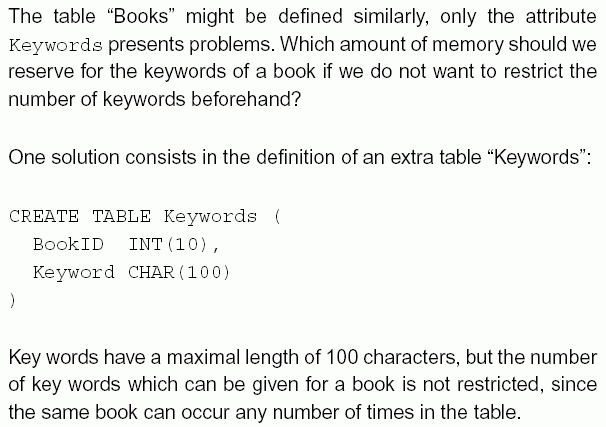 The table “Books” might be defined similarly, only the attribute
Keywords presents problems. Which amount of memory should we
reserve for the keywords of a book if we do not want to restrict the
number of keywords beforehand?
One solution consists in the definition of an extra table “Keywords”:
CREATE TABLE Keywords (
BookID INT(10),
Keyword CHAR(100)
)
Key words have a maximal length of 100 characters, but the number
of key words which can be given for a book is not restricted, since
the same book can occur any number of times in the table.